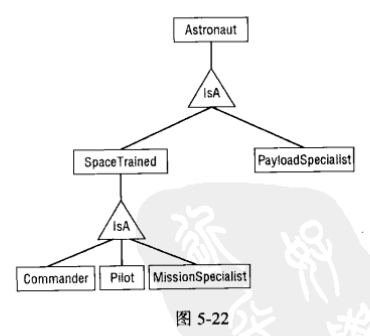 Astronaut
IsA
SpaceTrained
PayloadSpecialist
IsA
Commander
Pilot
MissionSpecialist
图 5-22